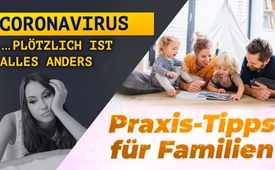 CORONAVIRUS
...PLÖTZLICH IST
ALLES ANDERS
Praxis-Tipps
für Familien